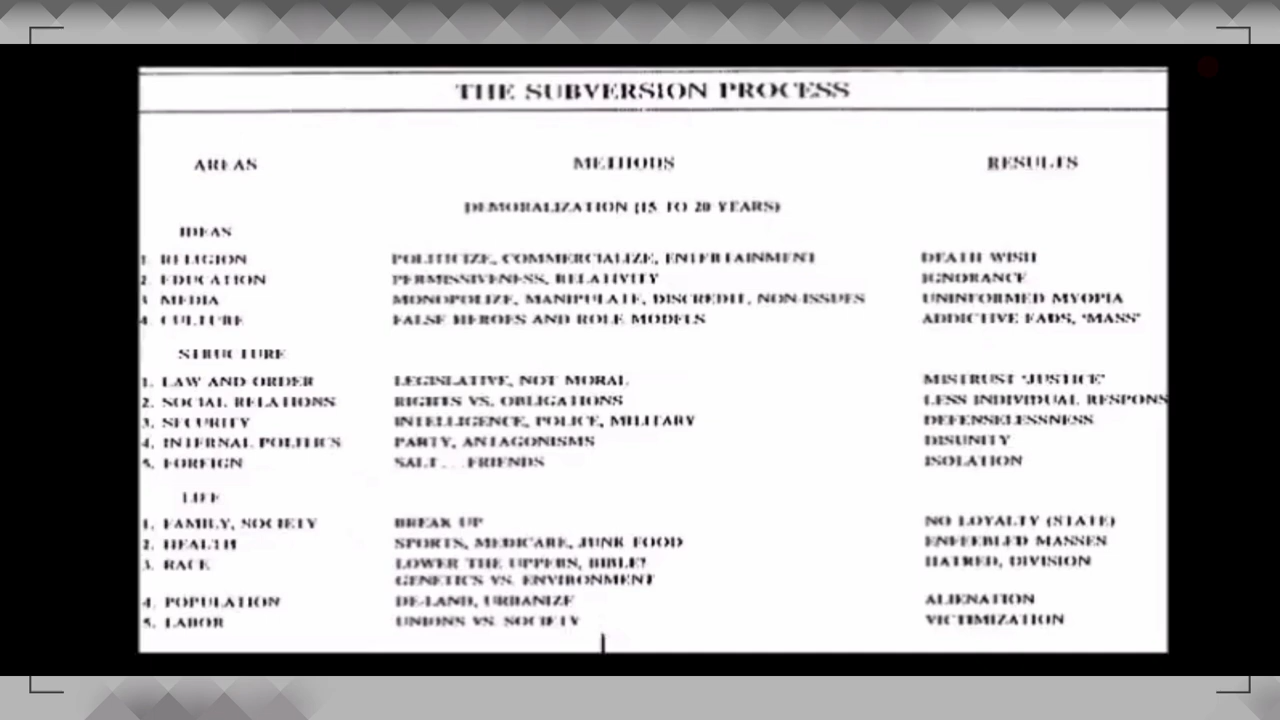 THE SUBVERSION PROCESS
AREAS METHODS RESULTS
DEMORALIZATION (15 TO 20 YEARS)
IDEAS
1. RELIGION POLITICIZE, COMMERCIALIZE, ENTERTAINMENT DEATH WISH
2. EDUCATION PERMISSIVENESS, RELATIVITY IGNORANCE
3. MEDIA MONOPOLIZE, MANIPULATE, DISCREDIT, NON-ISSUES UNINFORMED MYOPIA
4. CULTURE FALSE HEROES AND ROLE MODELS ADDICTIVE FADS, "MASS"
STRUCTURE
1. LAW AND ORDER LEGISLATIVE, NOT MORAL MISTRUST "JUSTICE"
2. SOCIAL RELATIONS RIGHTS VS. OBLIGATIONS LESS INDIVIDUAL RESPONS
3. SECURITY INTELLIGENCE, POLICE, MILITARY DEFENSELESSNESS
4. INTERNAL POLITICS PARTY, ANTAGONISMS DISUNITY
5. FOREIGN SALT . . . FRIENDS ISOLATION
LIFE
1. FAMILY, SOCIETY BREAK UP NO LOYALTY (STATE)
2. HEALTH SPORTS, MEDICARE, JUNK FOOD ENFEEBLED MASSES
3. RACE LOWER THE UPPERS, BIBLE? HATRED, DIVISION
GENETICS VS. ENVIRONMENT
4. POPULATION DE-LAND, URBANIZE ALIENATION
5. LABOR UNIONS VS. SOCIETY VICTIMIZATION